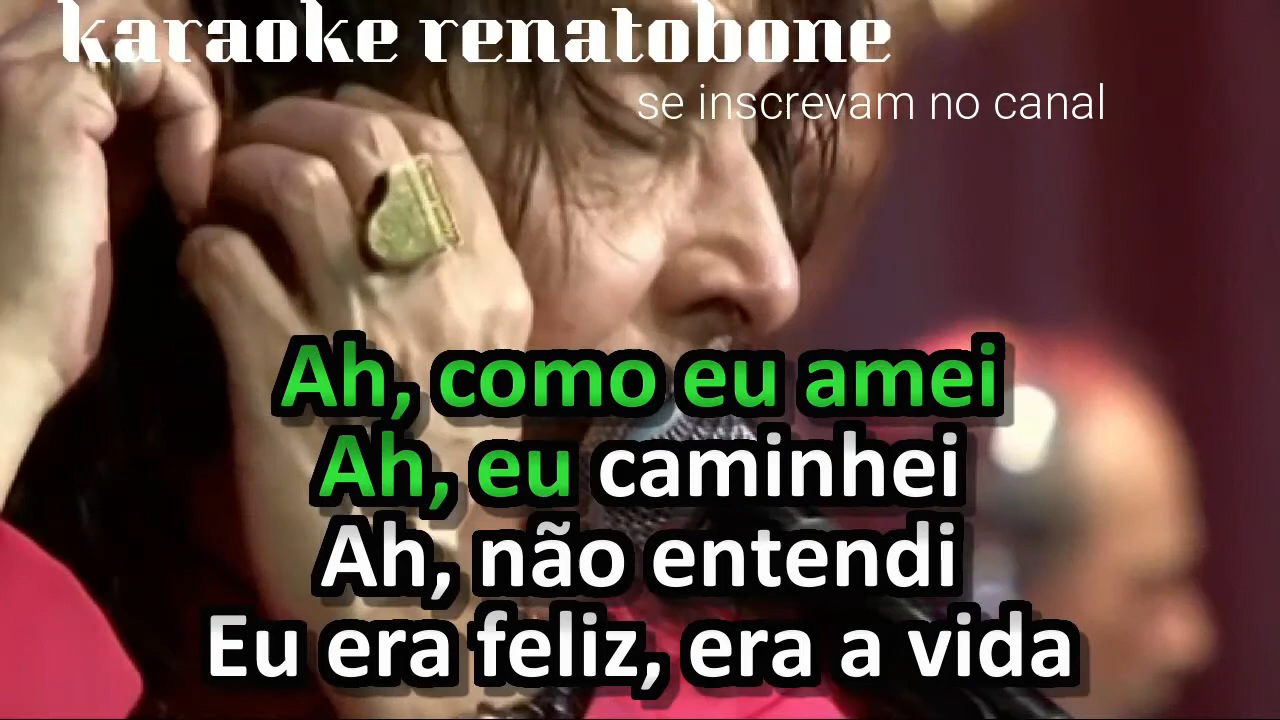 karaoke renatobone
se inscrevam no canal
Ah, como eu amei
Ah, eu caminhei
Ah, não entendi
Eu era feliz, era a vida